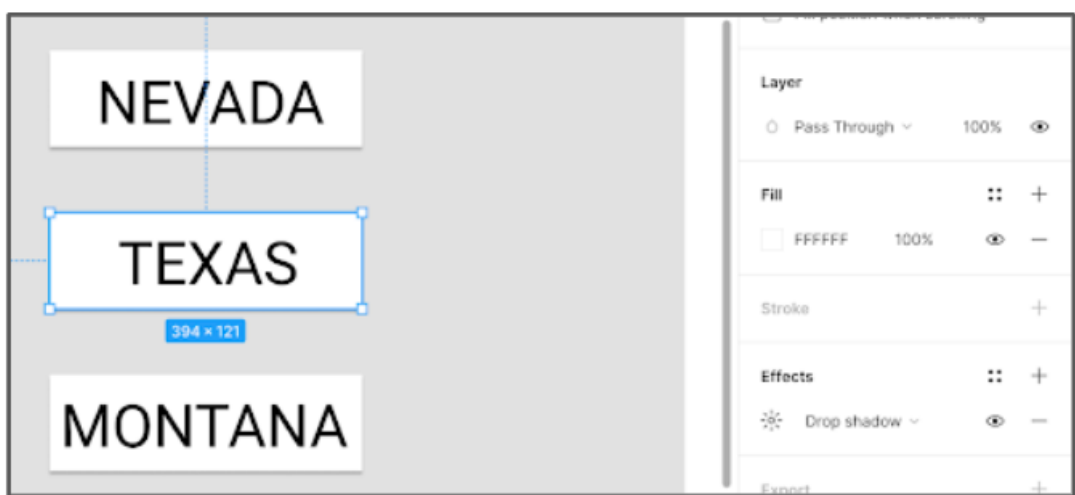 NEVADA
TEXAS
394 × 121
MONTANA
Layer
Pass Through 100%
Fill
FFFFFF 100%
Stroke
Effects
Drop shadow
Export